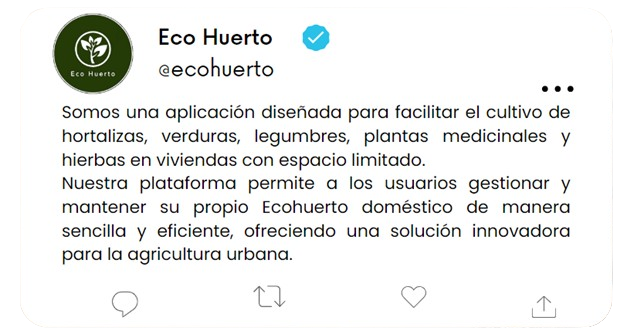 Eco Huerto
Eco Huerto
@ecohuerto
Somos una aplicación diseñada para facilitar el cultivo de
hortalizas, verduras, legumbres, plantas medicinales y
hierbas en viviendas con espacio limitado.
Nuestra plataforma permite a los usuarios gestionar y
mantener su propio Ecohuerto doméstico de manera
sencilla y eficiente, ofreciendo una solución innovadora
para la agricultura urbana.